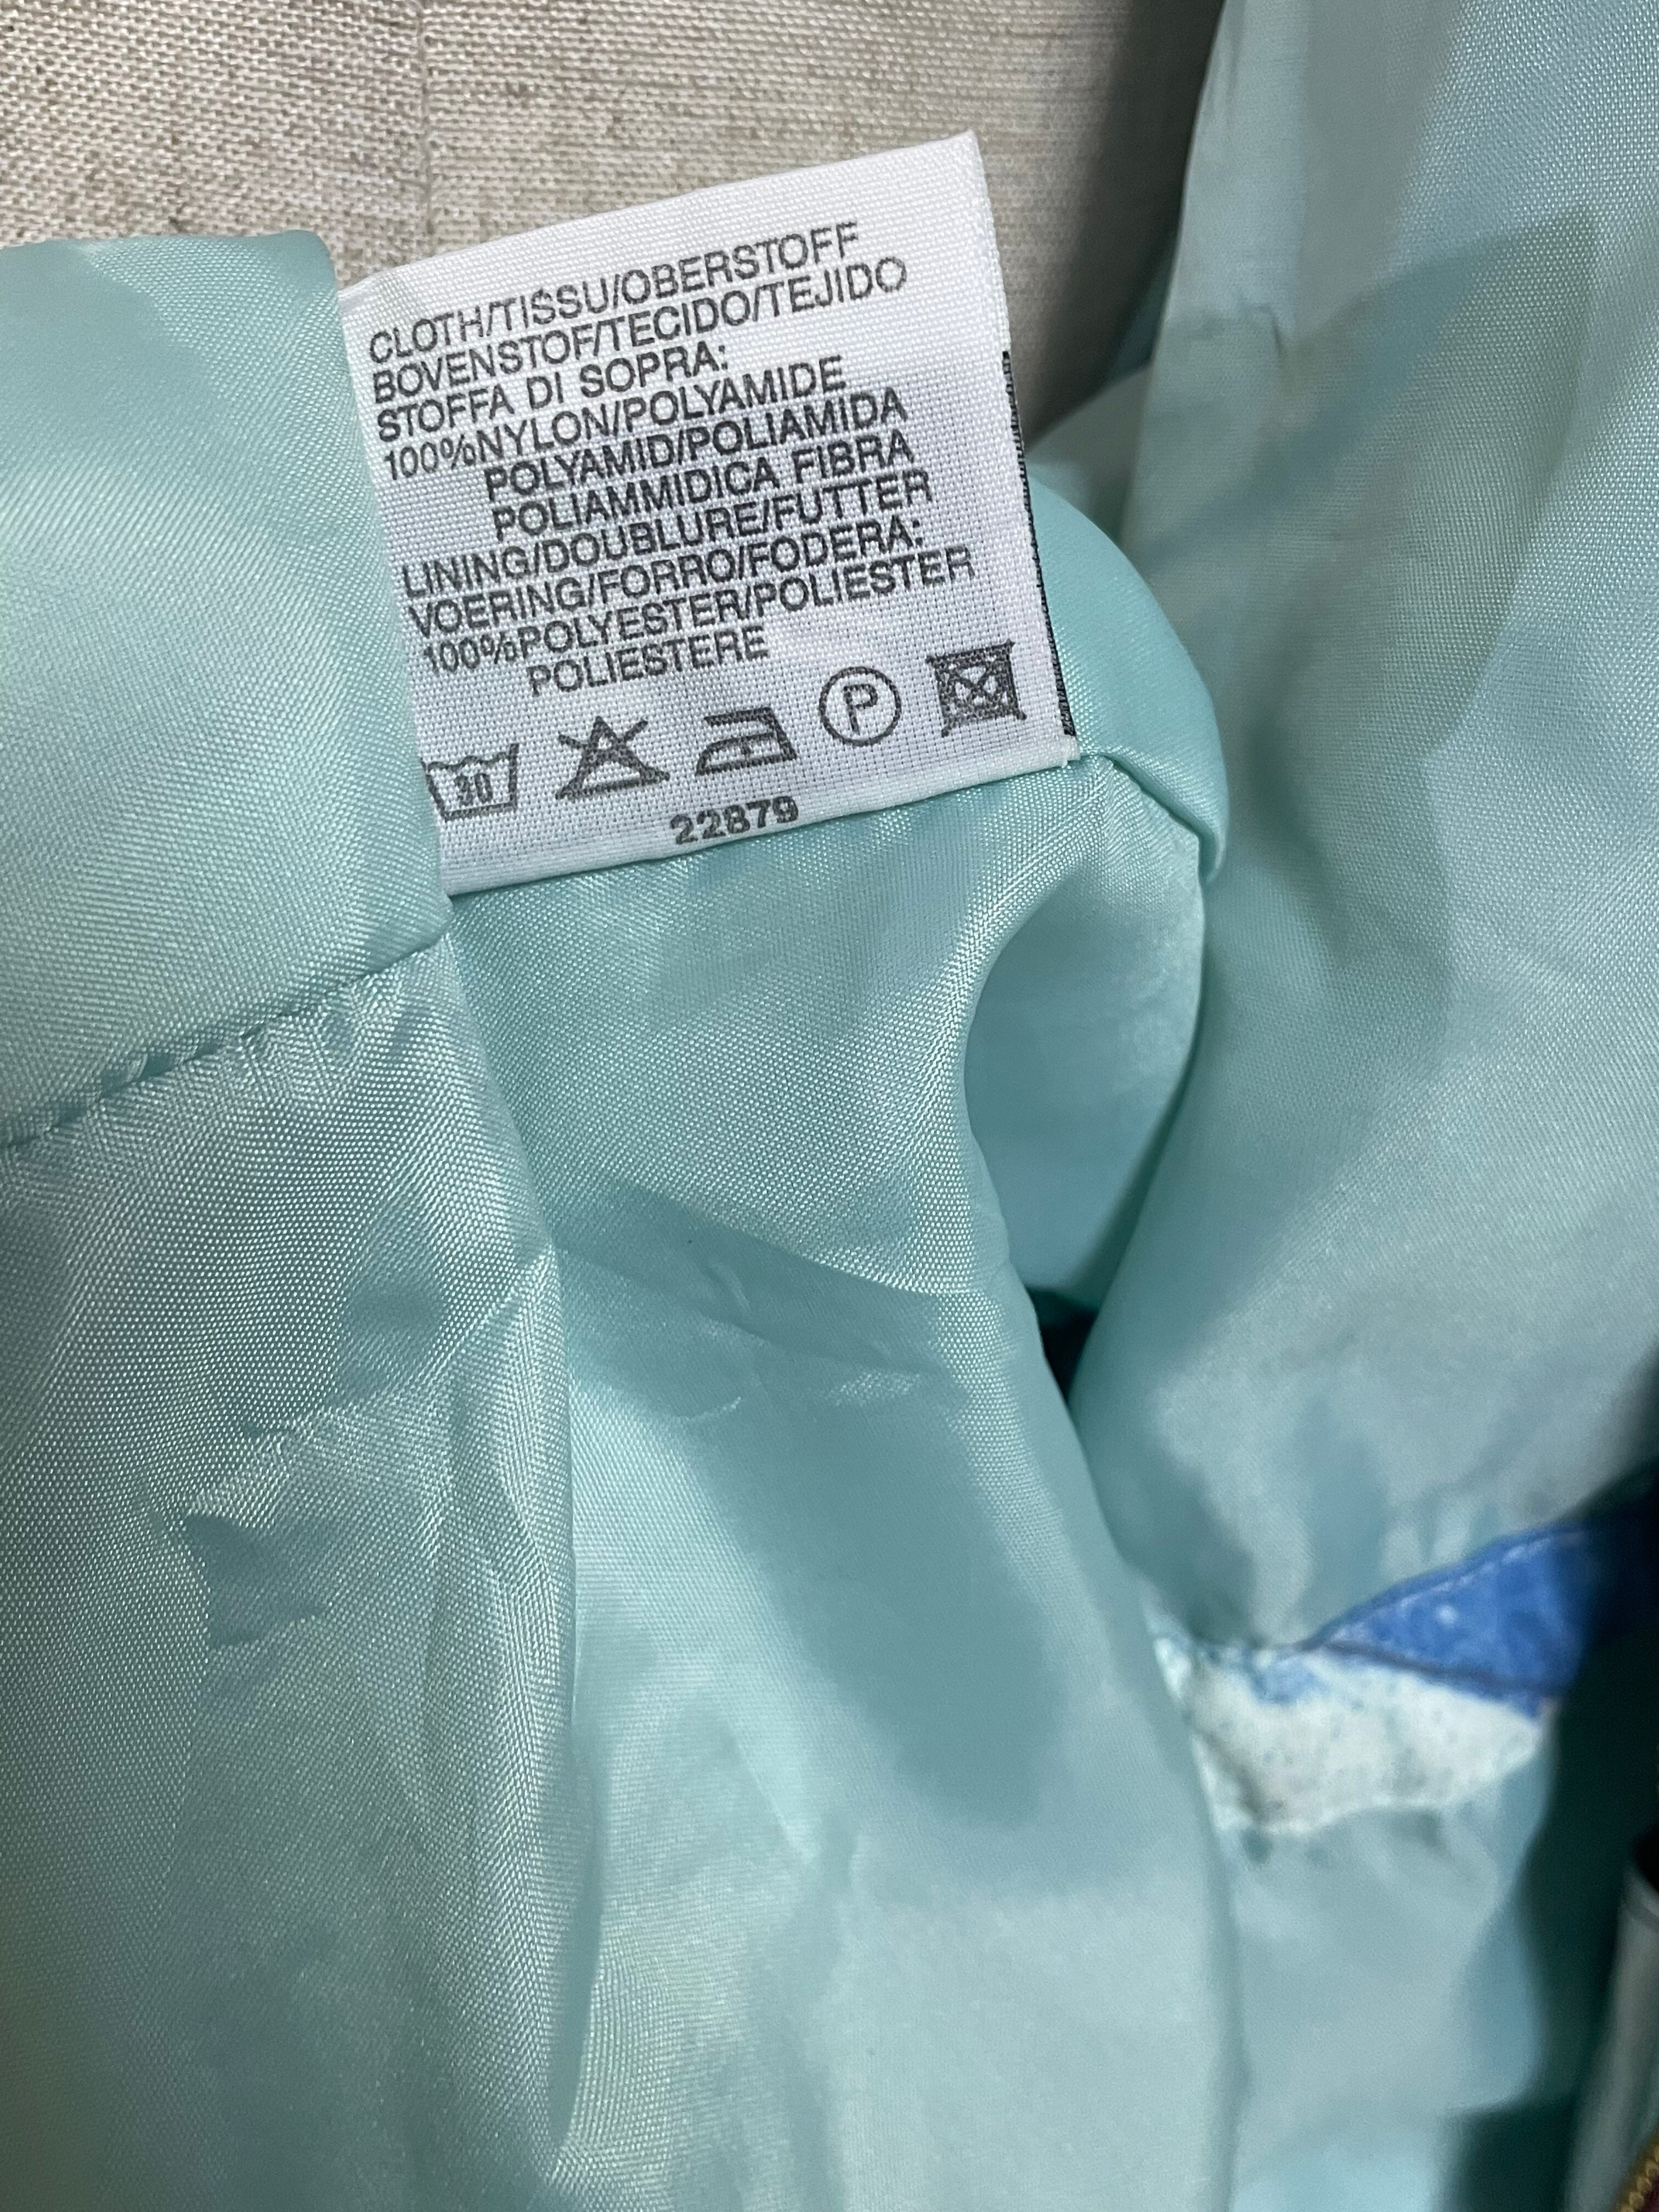 CLOTH/TISSU/OBERSTOFF
BOVENSTOF/TECIDO/TEJIDO
STOFFA DI SOPRA:
100%NYLON/POLYAMIDE
POLYAMID/POLIAMIDA
POLIAMMIDICA FIBRA
LINING/DOUBLURE/FUTTER
VOERING/FORRO/FODERA:
100%POLYESTER/POLIESTER
POLIESTERE
30 P
22879